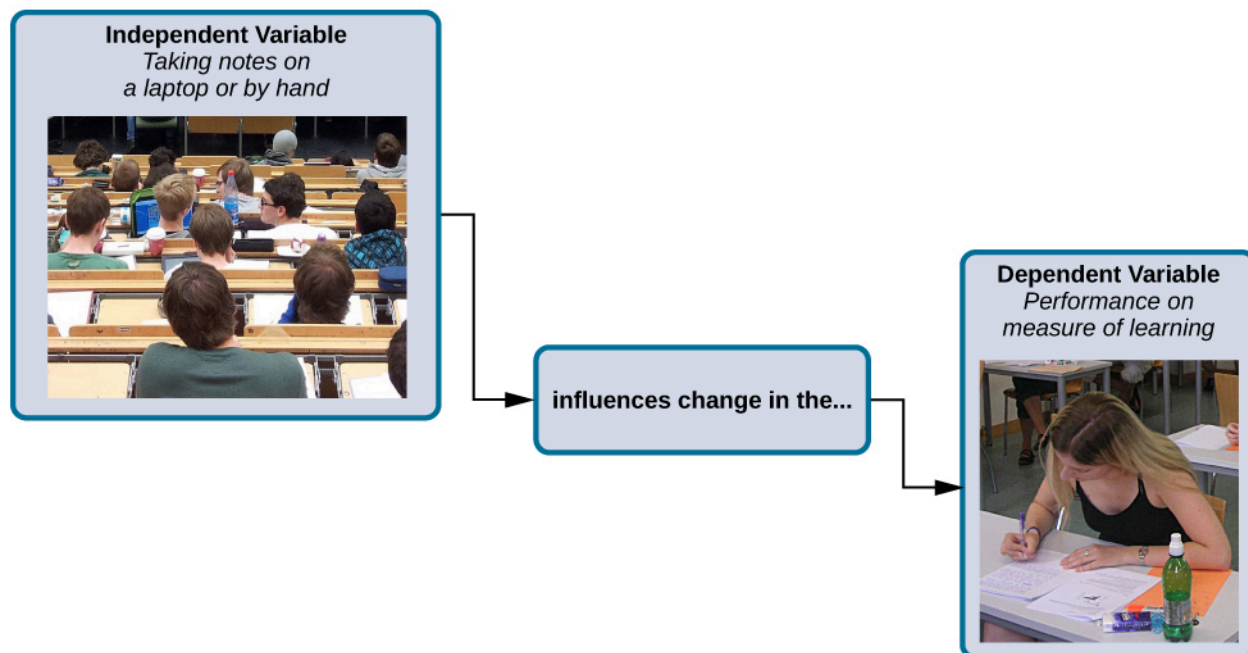 Independent Variable
Taking notes on
a laptop or by hand
influences change in the...
Dependent Variable
Performance on
measure of learning